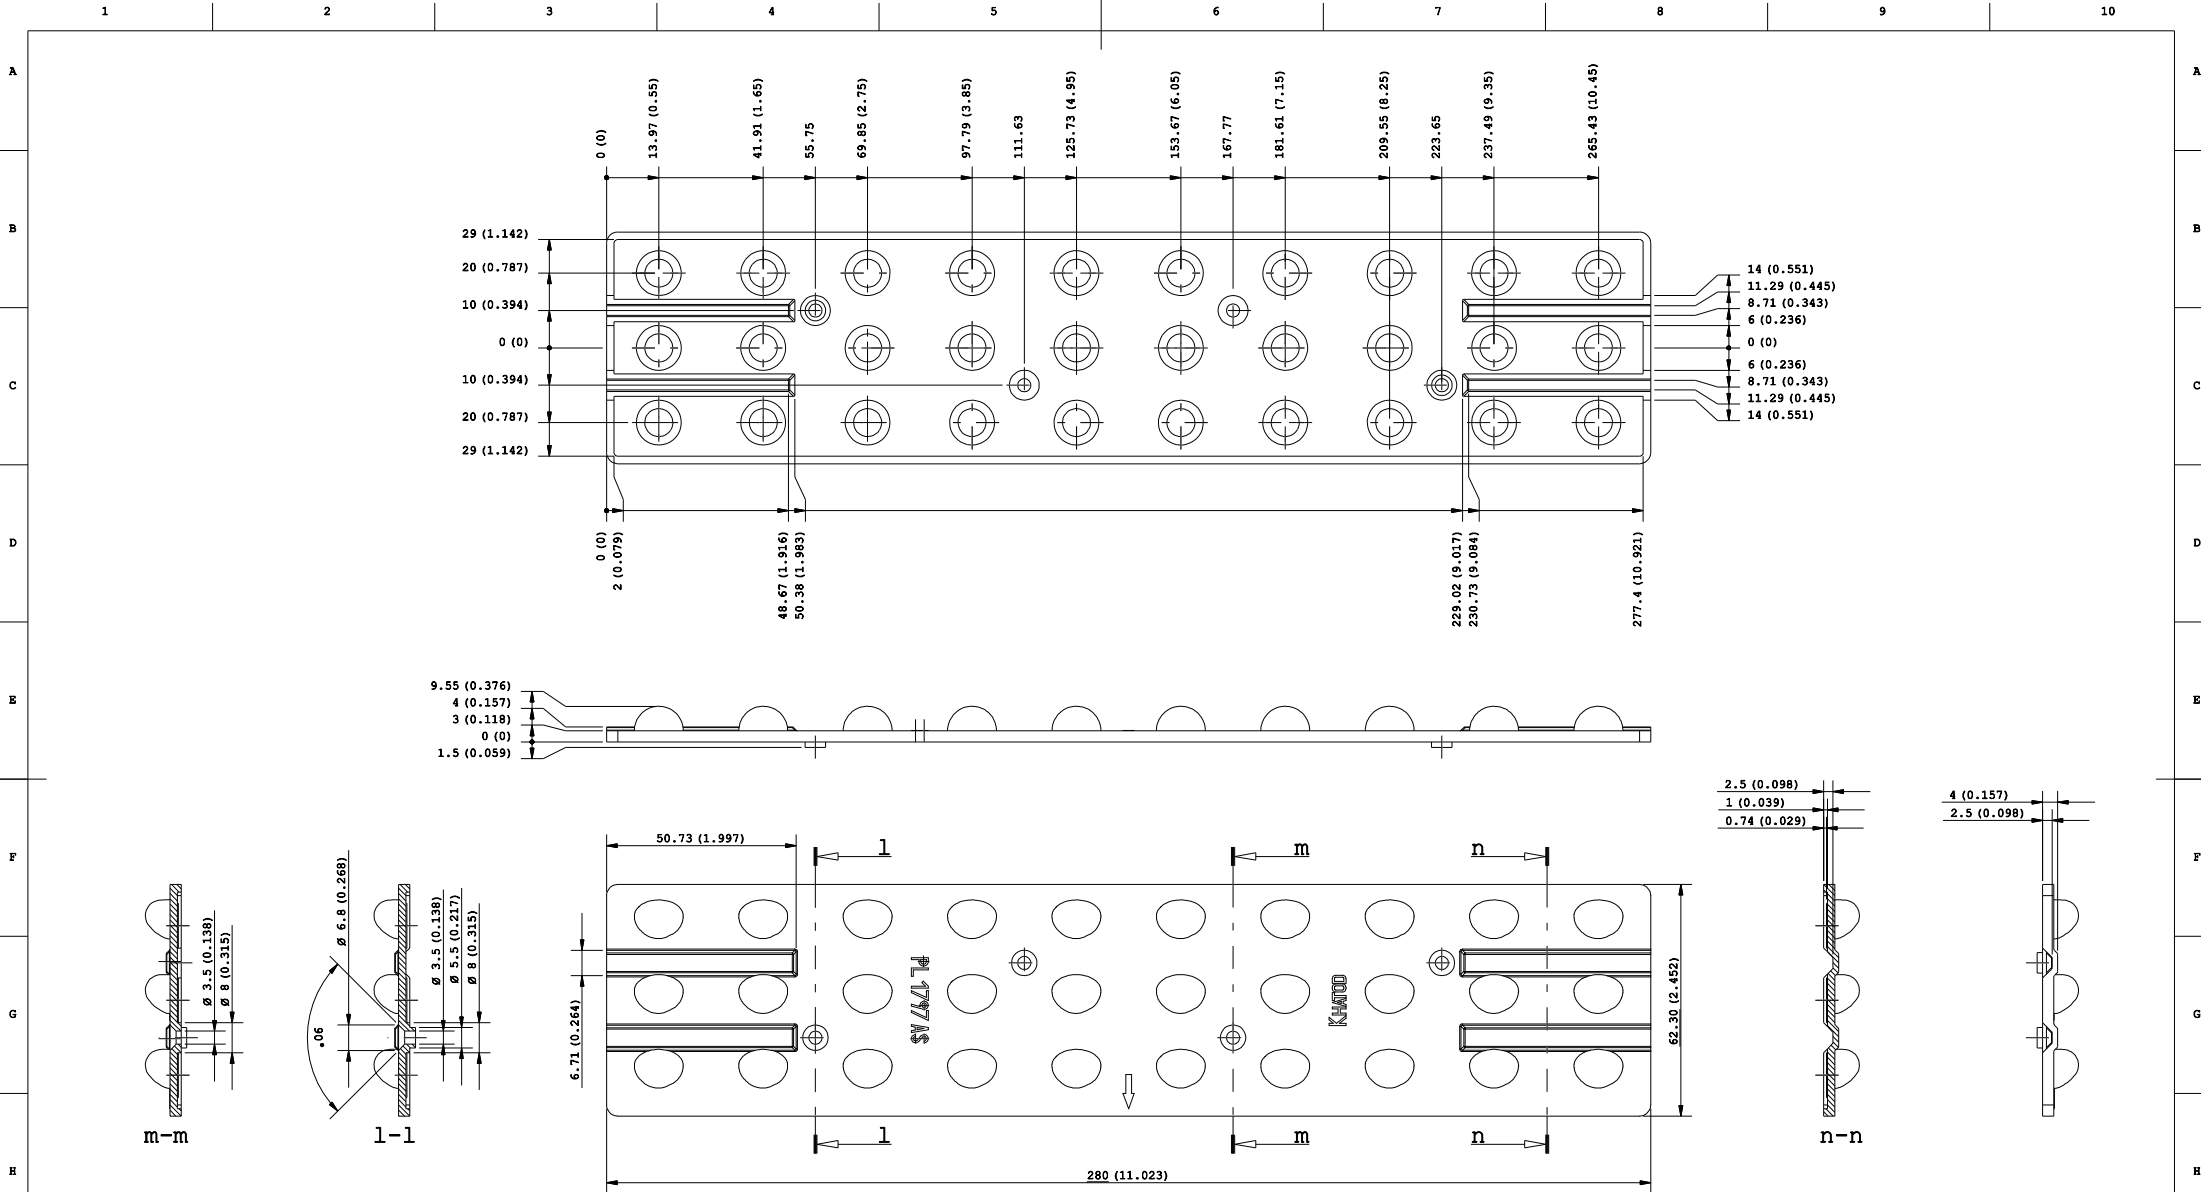 1 2 3 4 5 6 7 8 9 10
A A
0 (0)
13.97 (0.55)
41.91 (1.65)
55.75
69.85 (2.75)
97.79 (3.85)
111.63
125.73 (4.95)
153.67 (6.05)
167.77
181.61 (7.15)
209.55 (8.25)
223.65
237.49 (9.35)
265.43 (10.45)
B B
29 (1.142)
20 (0.787)
10 (0.394)
0 (0)
10 (0.394)
20 (0.787)
29 (1.142)
14 (0.551)
11.29 (0.445)
8.71 (0.343)
6 (0.236)
0 (0)
6 (0.236)
8.71 (0.343)
11.29 (0.445)
14 (0.551)
C C
D D
0 (0)
2 (0.079)
48.67 (1.916)
50.38 (1.983)
229.02 (9.017)
230.73 (9.084)
277.4 (10.921)
E E
9.55 (0.376)
4 (0.157)
3 (0.118)
0 (0)
1.5 (0.059)
2.5 (0.098)
1 (0.039)
0.74 (0.029)
4 (0.157)
2.5 (0.098)
F F
50.73 (1.997)
l m n
Ø 3.5 (0.138)
Ø 8 (0.315)
Ø 6.8 (0.268)
90°
Ø 3.5 (0.138)
Ø 5.5 (0.217)
Ø 8 (0.315)
6.71 (0.264)
PL 1797 AS
KHATOD
62.30 (2.452)
G G
m-m
l-l
l m n
n-n
H H
280 (11.023)